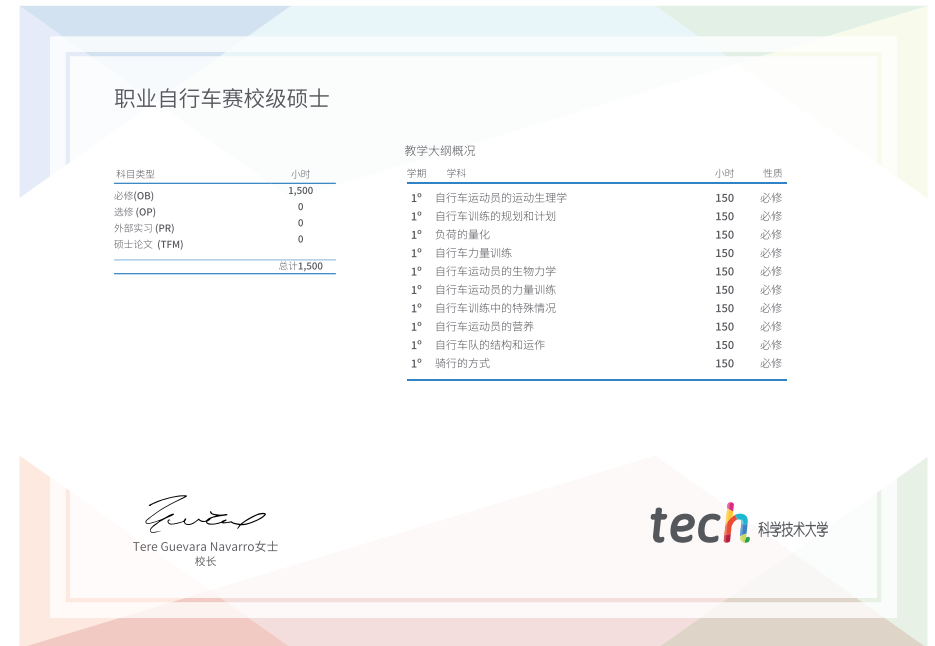 职业自行车赛校级硕士
科目类型 小时
必修(OB) 1,500
选修 (OP) 0
外部实习 (PR) 0
硕士论文 (TFM) 0
总计1,500
教学大纲概况
学期 学科 小时 性质
1º 自行车运动员的运动生理学 150 必修
1º 自行车训练的规划和计划 150 必修
1º 负荷的量化 150 必修
1º 自行车力量训练 150 必修
1º 自行车运动员的生物力学 150 必修
1º 自行车运动员的力量训练 150 必修
1º 自行车训练中的特殊情况 150 必修
1º 自行车运动员的营养 150 必修
1º 自行车队的结构和运作 150 必修
1º 骑行的方式 150 必修
Tere Guevara Navarro女士
校长
tech 科学技术大学